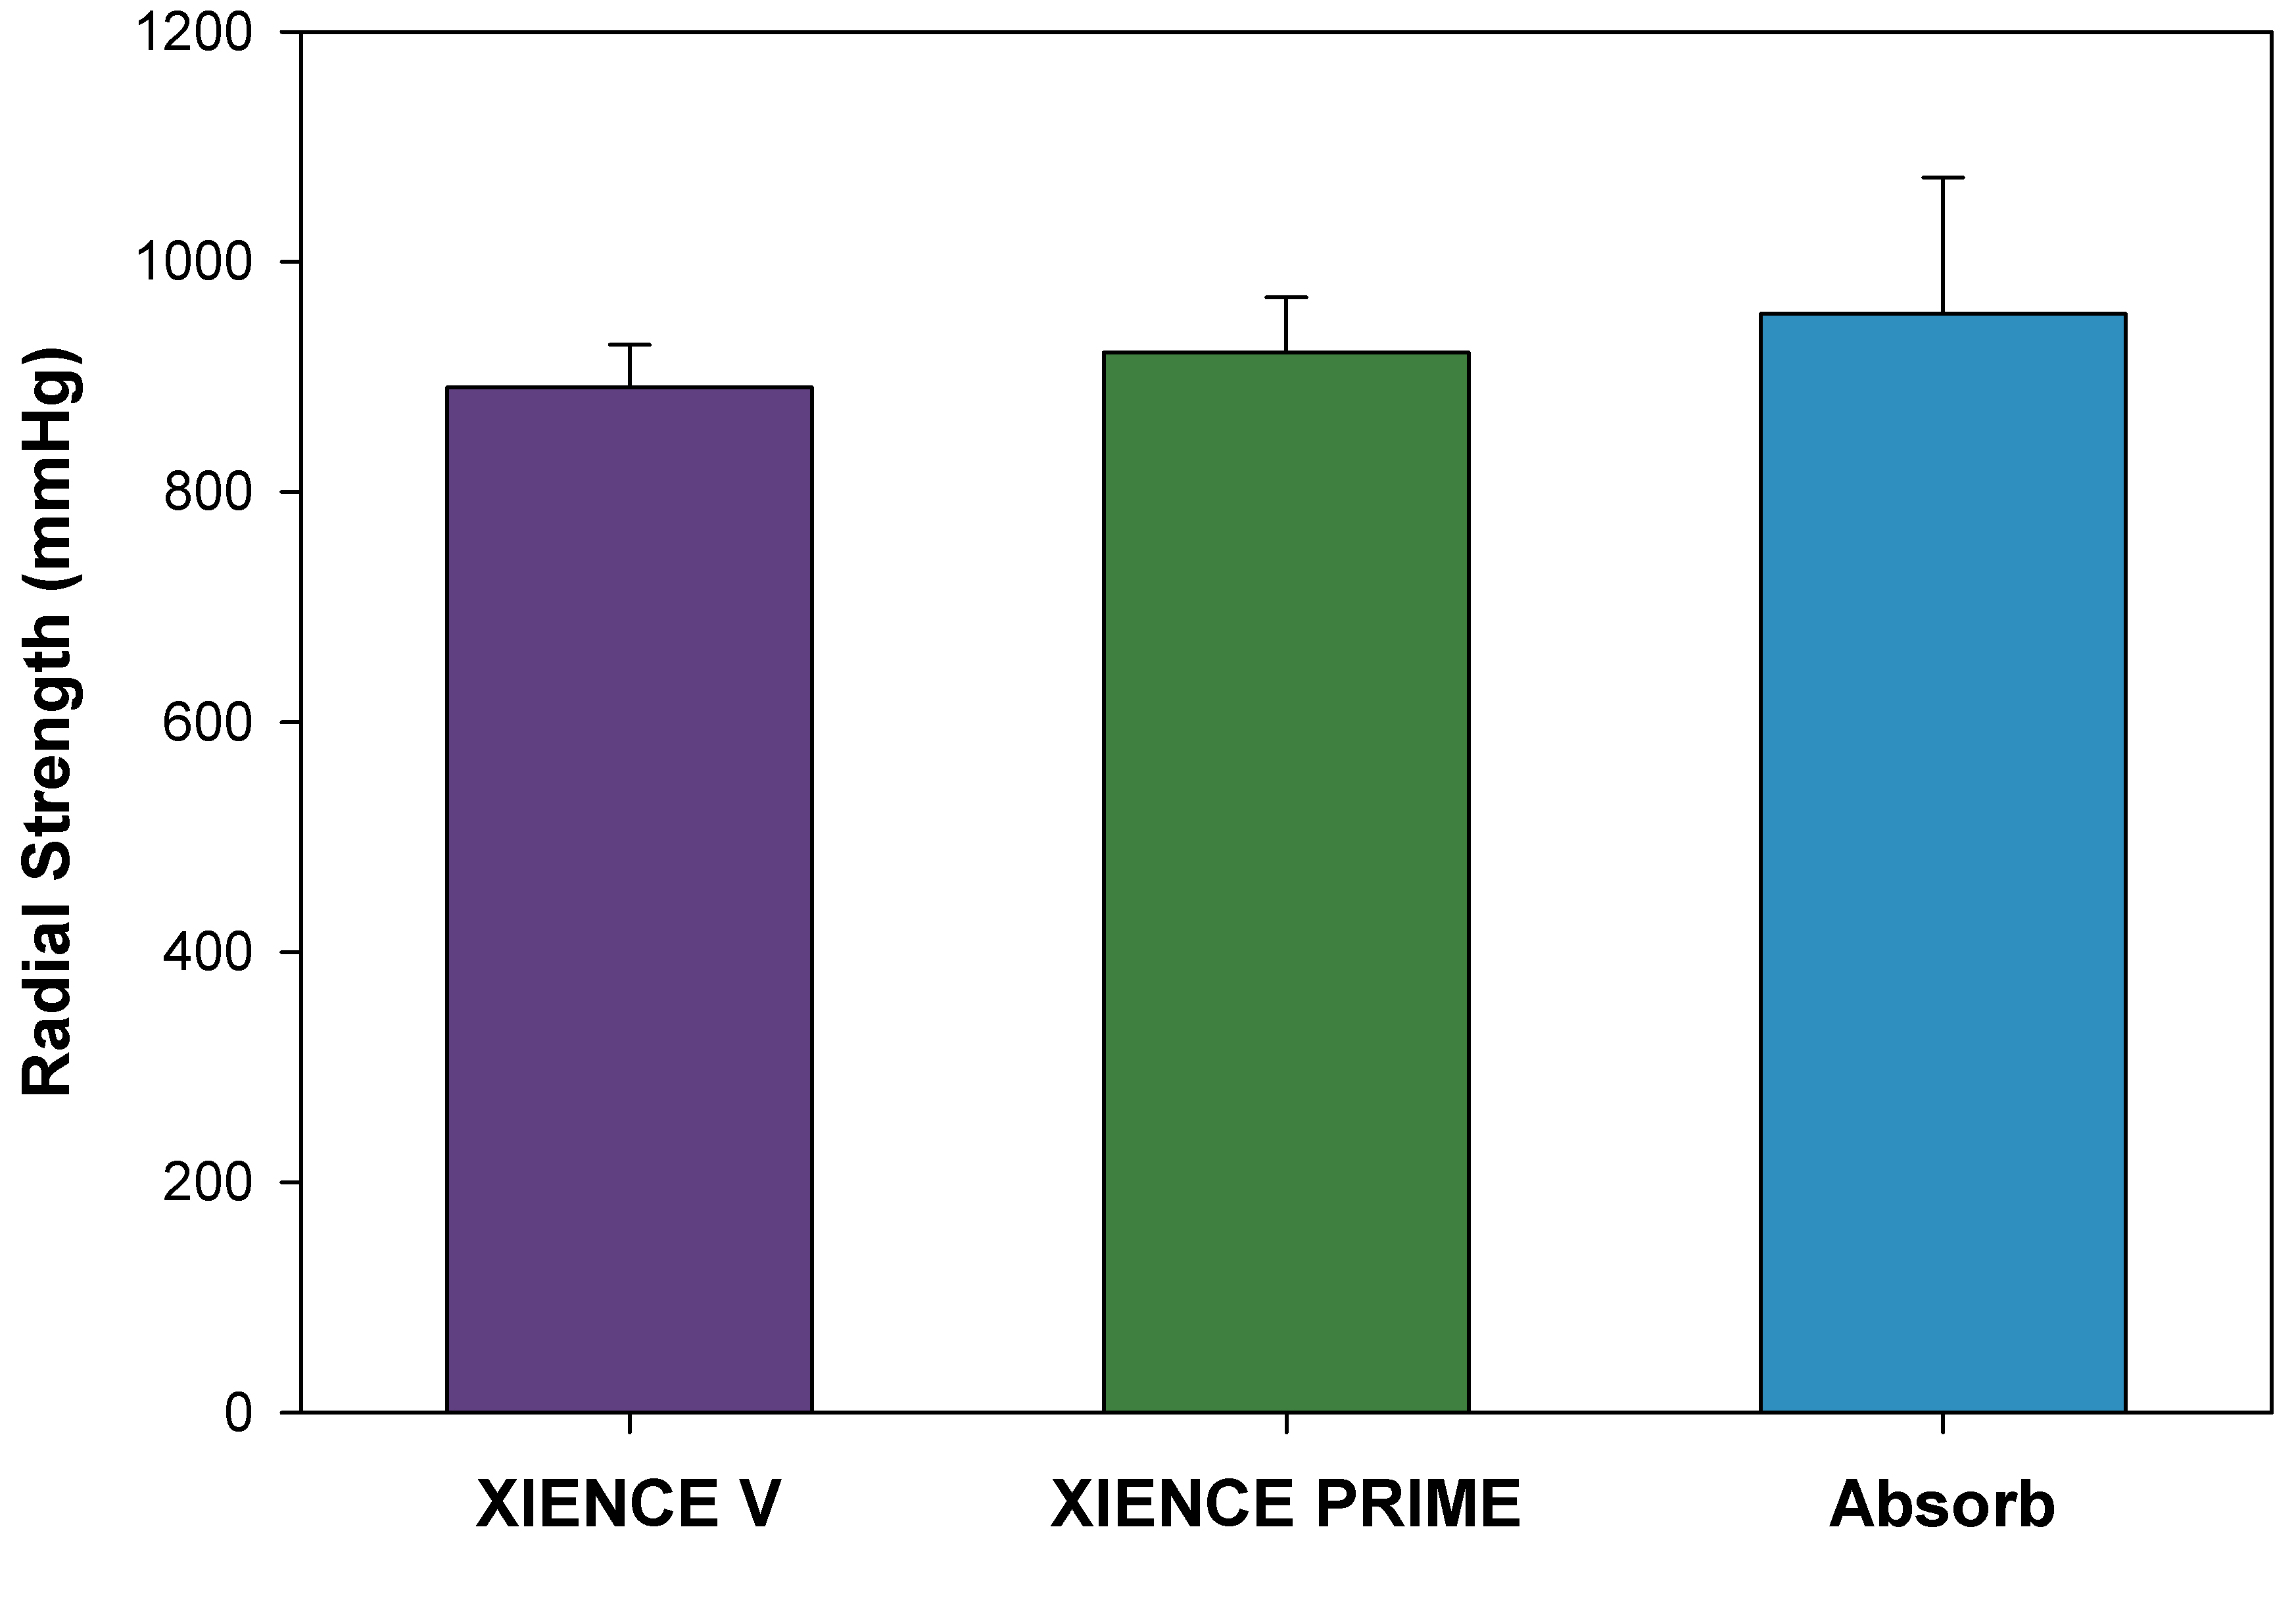 1200
1000
800
600
400
200
0
Radial Strength (mmHg)
XIENCE V
XIENCE PRIME
Absorb